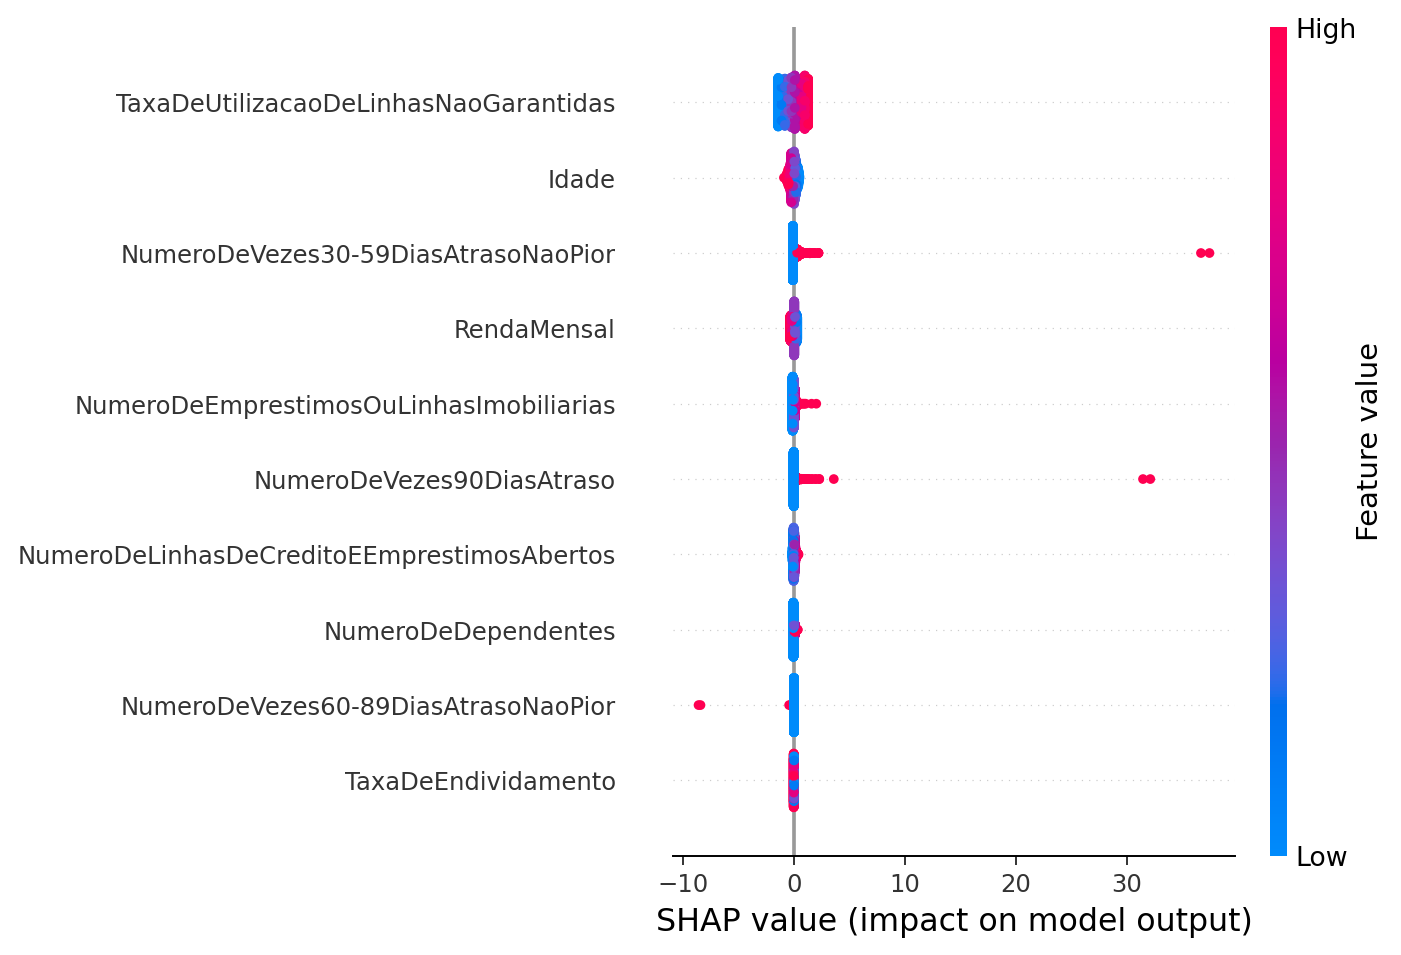 High
TaxaDeUtilizacaoDeLinhasNaoGarantidas
Idade
NumeroDeVezes30-59DiasAtrasoNaoPior
RendaMensal
NumeroDeEmprestimosOuLinhasImobiliarias
NumeroDeVezes90DiasAtraso
NumeroDeLinhasDeCreditoEEmprestimosAbertos
NumeroDeDependentes
NumeroDeVezes60-89DiasAtrasoNaoPior
TaxaDeEndividamento
Feature value
Low
−10 0 10 20 30
SHAP value (impact on model output)